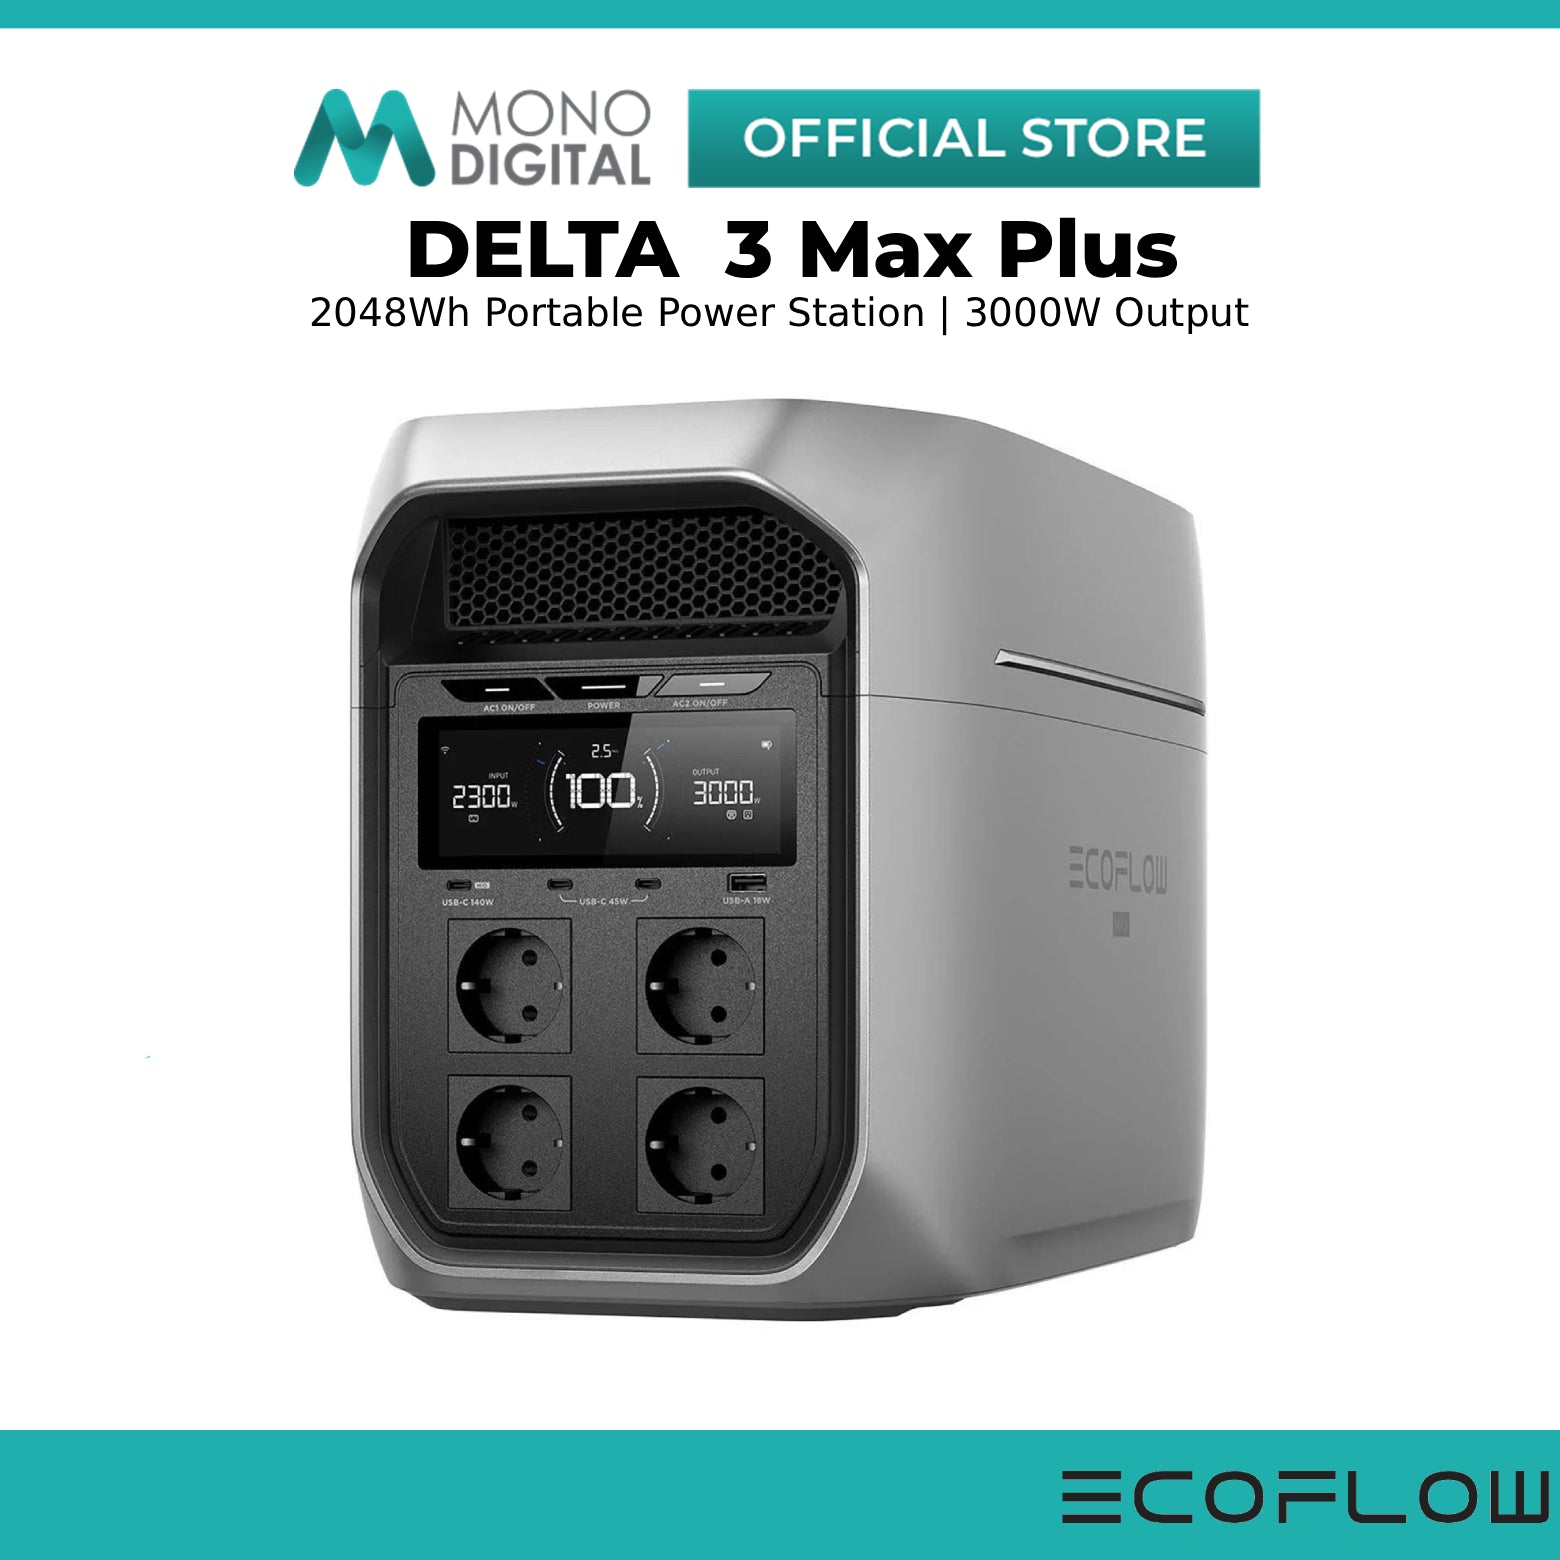 MONO
DIGITAL
OFFICIAL STORE
DELTA 3 Max Plus
2048Wh Portable Power Station | 3000W Output
AC1 ON/OFF
POWER
AC2 ON/OFF
2.5
INPUT
2300W
100%
OUTPUT
3000W
USB-C 140W
USB-C 45W
USB-A 18W
ECOFLOW
ECOFLOW